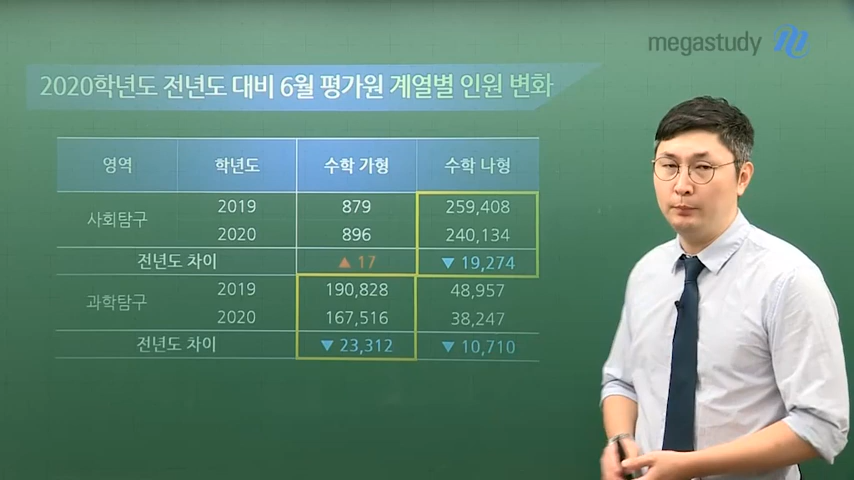 megastudy
2020학년도 전년도 대비 6월 평가원 계열별 인원 변화
영역 학년도 수학 가형 수학 나형
사회탐구 2019 879 259,408
2020 896 240,134
전년도 차이 ▲ 17 ▼ 19,274
과학탐구 2019 190,828 48,957
2020 167,516 38,247
전년도 차이 ▼ 23,312 ▼ 10,710